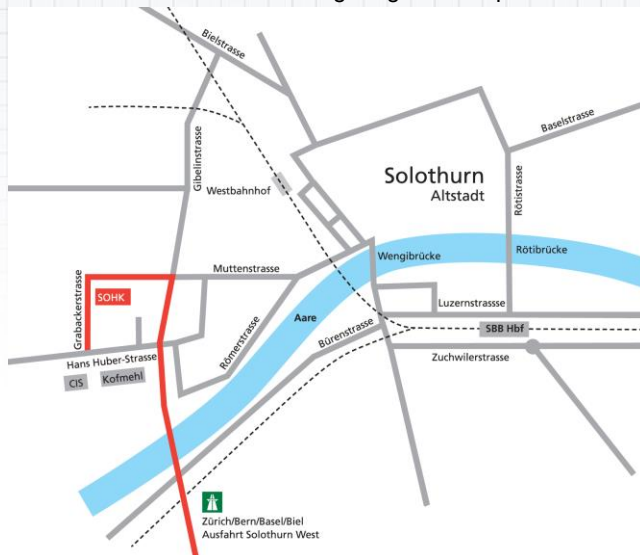 Bielstrasse
Baselstrasse
Gibelinstrasse
Solothurn
Altstadt
Rötistrasse
Westbahnhof
Wengibrücke
Rötibrücke
Muttenstrasse
Grabackerstrasse
SOHK
Luzernstrassse
Aare
Römerstrasse
Bürenstrasse
SBB Hbf
Zuchwilerstrasse
Hans Huber-Strasse
CIS
Kofmehl
Zürich/Bern/Basel/Biel
Ausfahrt Solothurn West